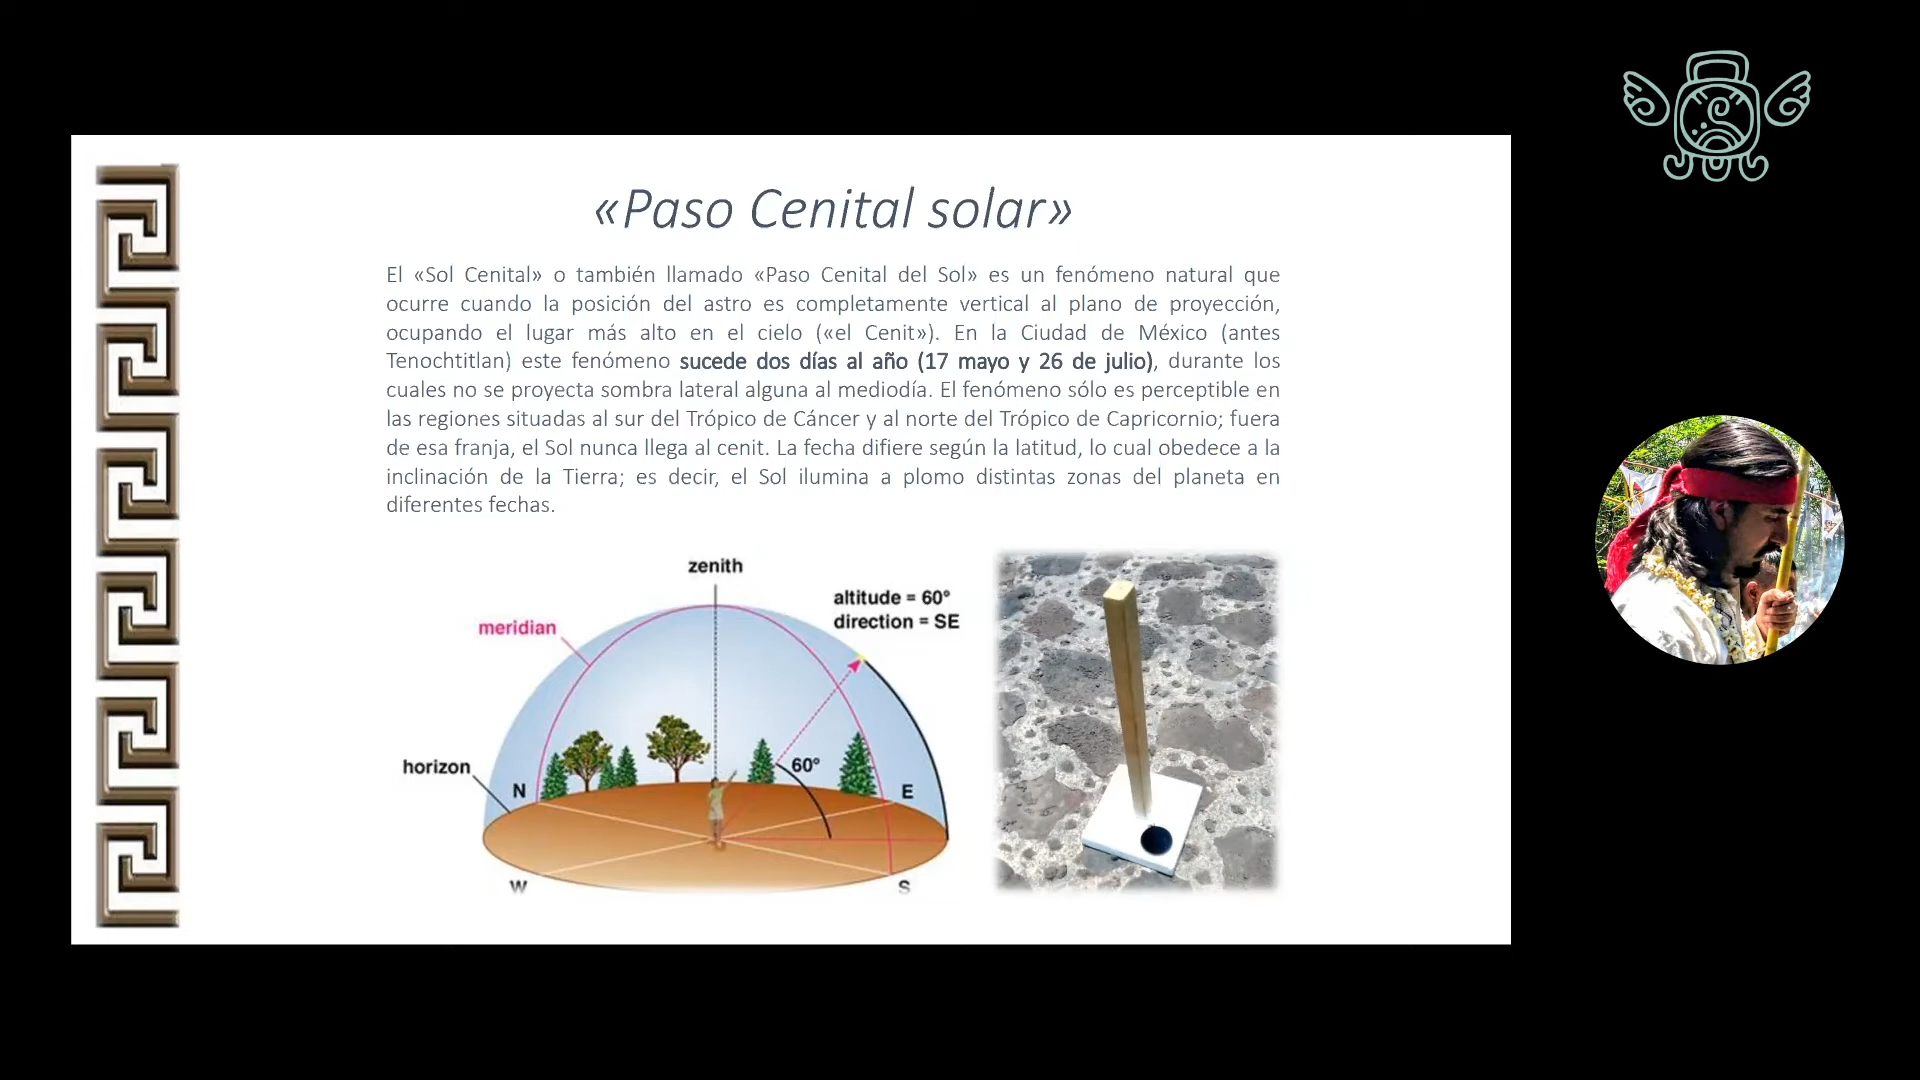 «Paso Cenital solar»
El «Sol Cenital» o también llamado «Paso Cenital del Sol» es un fenómeno natural que
ocurre cuando la posición del astro es completamente vertical al plano de proyección,
ocupando el lugar más alto en el cielo («el Cenit»). En la Ciudad de México (antes
Tenochtitlan) este fenómeno sucede dos días al año (17 mayo y 26 de julio), durante los
cuales no se proyecta sombra lateral alguna al mediodía. El fenómeno sólo es perceptible en
las regiones situadas al sur del Trópico de Cáncer y al norte del Trópico de Capricornio; fuera
de esa franja, el Sol nunca llega al cenit. La fecha difiere según la latitud, lo cual obedece a la
inclinación de la Tierra; es decir, el Sol ilumina a plomo distintas zonas del planeta en
diferentes fechas.
zenith
altitude = 60°
direction = SE
meridian
horizon
60°
N
E
W
S